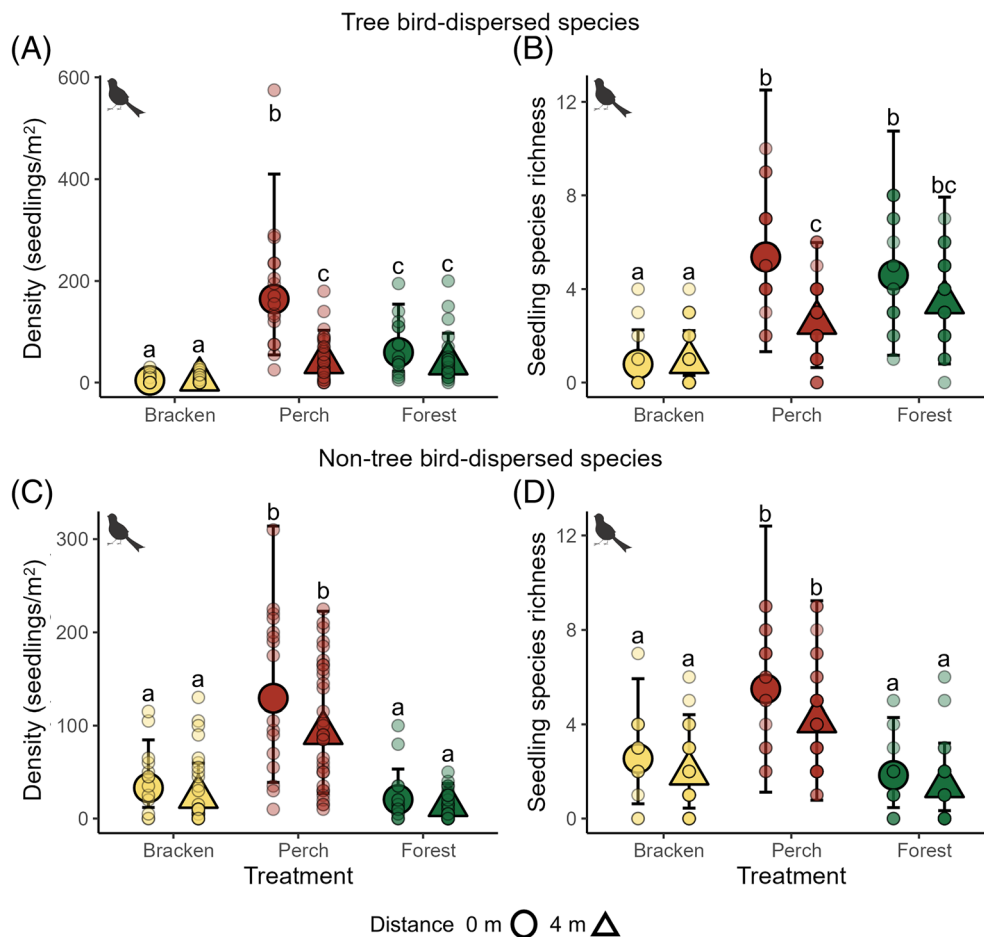 Tree bird-dispersed species
(A)
Density (seedlings/m²)
600
400
200
0
a
a
b
c
c
c
Bracken
Perch
Forest
(B)
Seedling species richness
12
8
4
0
a
a
b
c
b
bc
Bracken
Perch
Forest
Non-tree bird-dispersed species
(C)
Density (seedlings/m²)
300
200
100
0
a
a
b
b
a
a
Bracken
Perch
Forest
Treatment
(D)
Seedling species richness
12
8
4
0
a
a
b
b
a
a
Bracken
Perch
Forest
Treatment
Distance 0 m 4 m